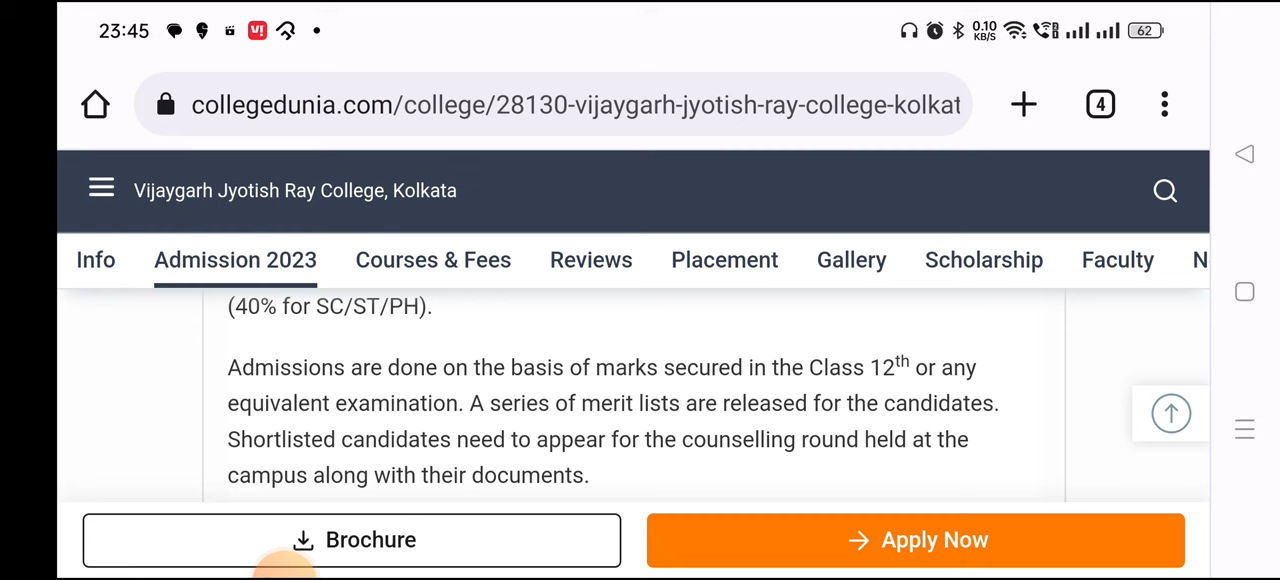 23:45 V! 0.10 KB/S 62
collegedunia.com/college/28130-vijaygarh-jyotish-ray-college-kolkat
4
Vijaygarh Jyotish Ray College, Kolkata
Info Admission 2023 Courses & Fees Reviews Placement Gallery Scholarship Faculty N
(40% for SC/ST/PH).
Admissions are done on the basis of marks secured in the Class 12th or any
equivalent examination. A series of merit lists are released for the candidates.
Shortlisted candidates need to appear for the counselling round held at the
campus along with their documents.
Brochure Apply Now